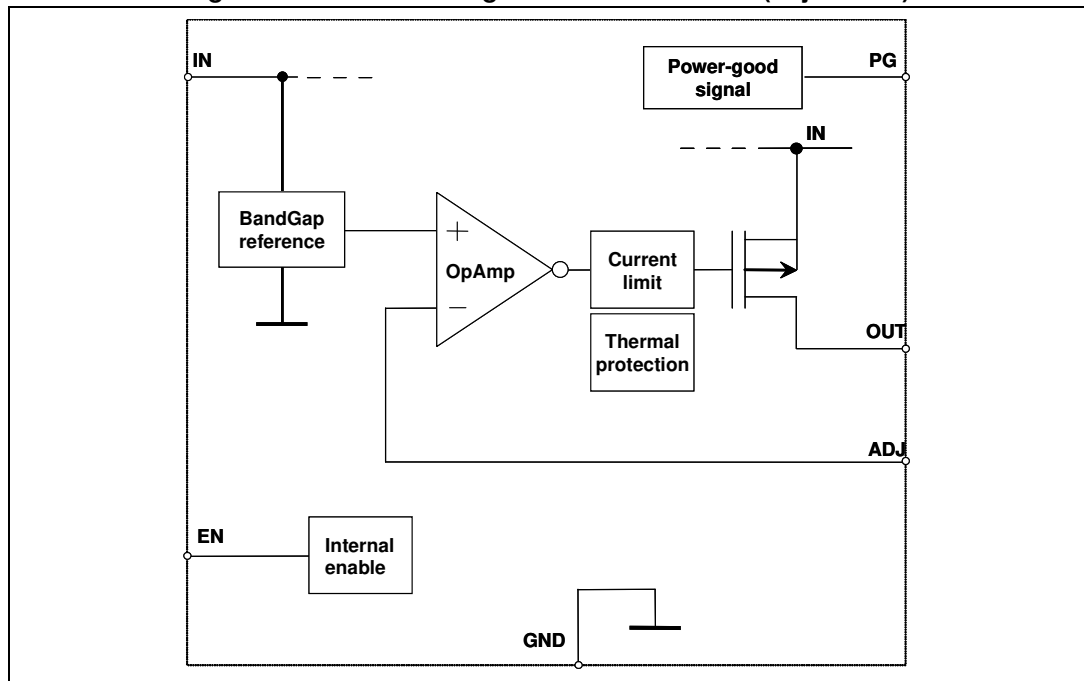 IN
PG
Power-good
signal
IN
BandGap
reference
+
OpAmp
−
Current
limit
Thermal
protection
OUT
ADJ
EN
Internal
enable
GND